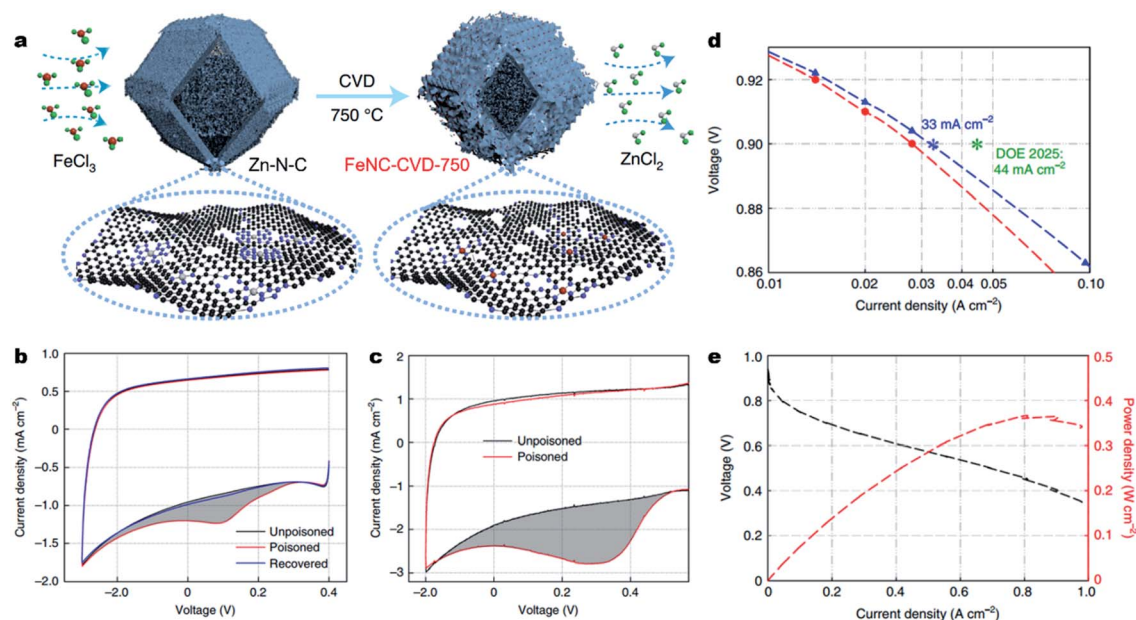 a
FeCl3
Zn-N-C
CVD
750 °C
FeNC-CVD-750
ZnCl2
b
Current density (mA cm−2)
1.0
0.5
0
−0.5
−1.0
−1.5
−2.0
Unpoisoned
Poisoned
Recovered
−2.0 0 0.2 0.4
Voltage (V)
c
Current density (mA cm−2)
2
1
0
−1
−2
−3
Unpoisoned
Poisoned
−2.0 0 0.2 0.4
Voltage (V)
d
Voltage (V)
0.92
0.90
0.88
0.86
33 mA cm−2
DOE 2025:
44 mA cm−2
0.01 0.02 0.03 0.04 0.05 0.10
Current density (A cm−2)
e
Voltage (V)
1.0
0.8
0.6
0.4
0.2
0
Power density (W cm−2)
0.5
0.4
0.3
0.2
0.1
0
0 0.2 0.4 0.6 0.8 1.0
Current density (A cm−2)